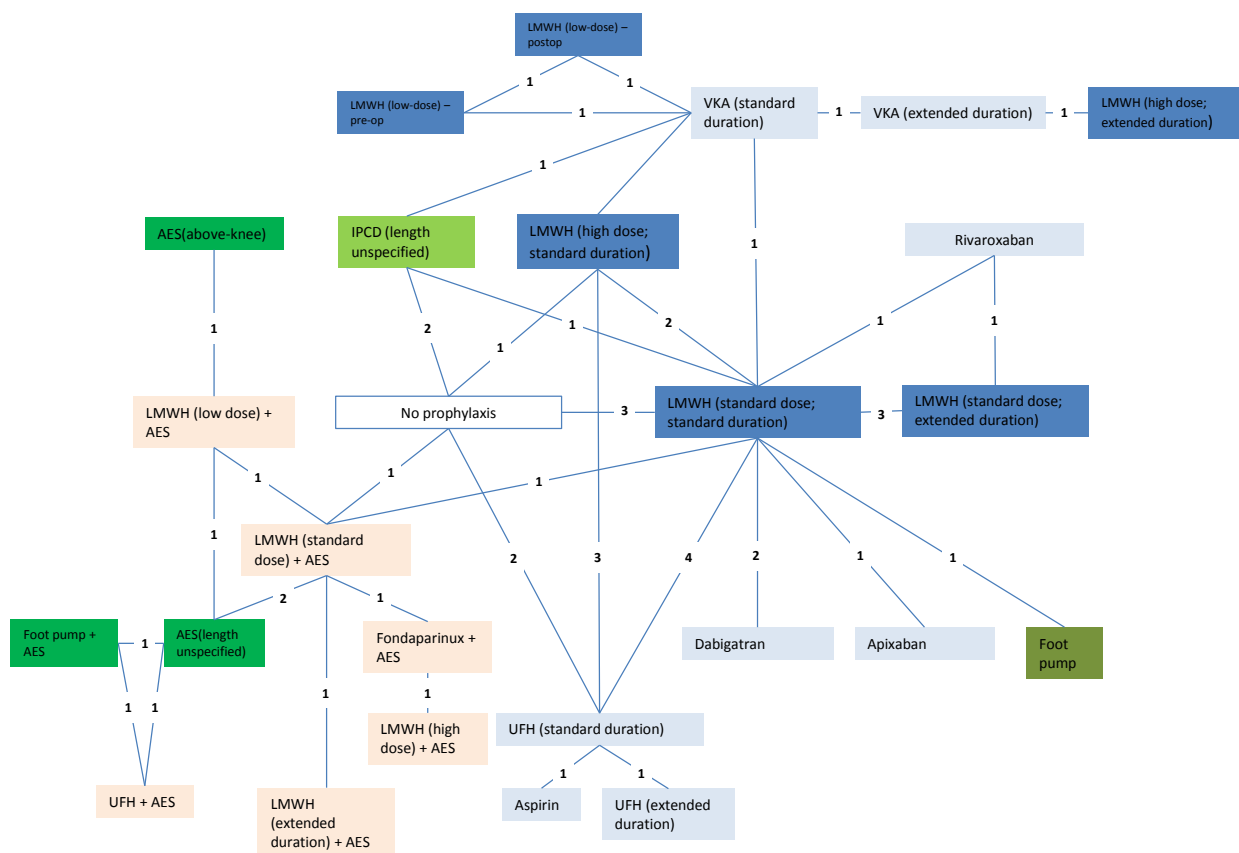 LMWH (low-dose) –
postop
1
1
LMWH (low-dose) –
pre-op
1
VKA (standard
duration)
1
VKA (extended duration)
1
LMWH (high dose;
extended duration)
1
AES(above-knee)
IPCD (length
unspecified)
LMWH (high dose;
standard duration)
1
Rivaroxaban
1
2
1
1
2
1
1
LMWH (low dose) +
AES
No prophylaxis
3
LMWH (standard dose;
standard duration)
3
LMWH (standard dose;
extended duration)
1
1
1
1
LMWH (standard
dose) + AES
2
3
4
2
1
1
2
1
Foot pump +
AES
1
AES(length
unspecified)
Fondaparinux +
AES
Dabigatran
Apixaban
Foot
pump
1
1
1
1
LMWH (high
dose) + AES
UFH (standard duration)
1
1
UFH + AES
LMWH
(extended
duration) + AES
Aspirin
UFH (extended
duration)